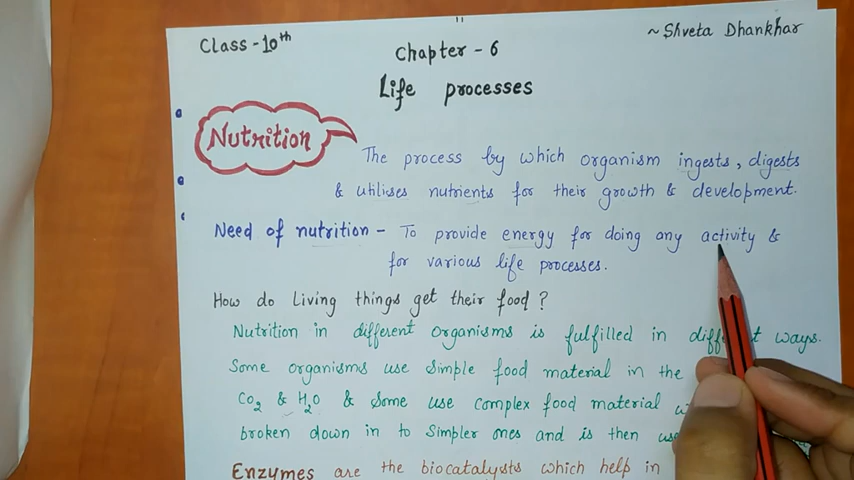 Class - 10th
~ Shveta Dhankhar
Chapter - 6
Life processes
Nutrition
The process by which organism ingests, digests
& utilises nutrients for their growth & development.
Need of nutrition - To provide energy for doing any activity &
for various life processes.
How do Living things get their food ?
Nutrition in different organisms is fulfilled in different ways.
Some organisms use Simple food material in the
Co2 & H2O & Some use complex food material
broken down in to Simpler ones and is then
Enzymes are the biocatalysts which help in